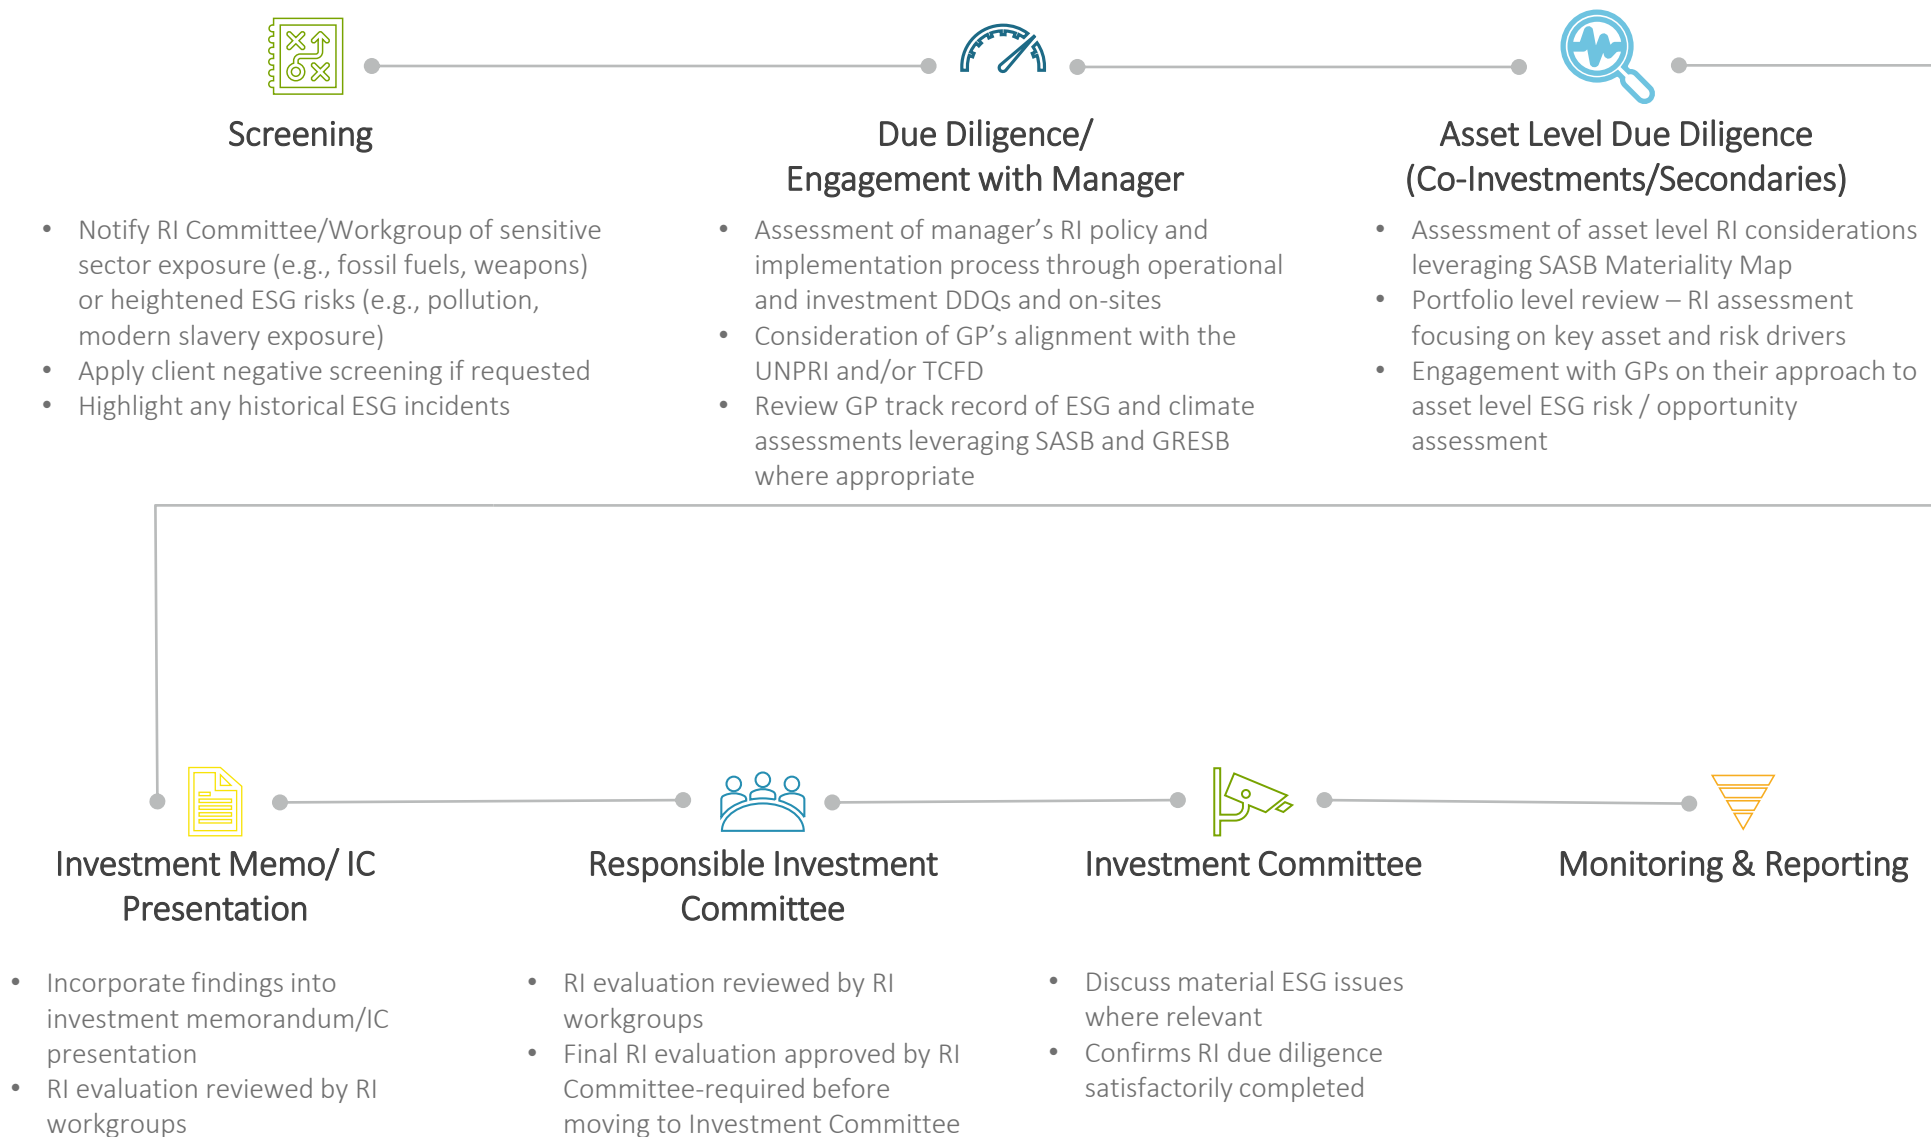 Screening
• Notify RI Committee/Workgroup of sensitive
sector exposure (e.g., fossil fuels, weapons)
or heightened ESG risks (e.g., pollution,
modern slavery exposure)
• Apply client negative screening if requested
• Highlight any historical ESG incidents
Due Diligence/
Engagement with Manager
• Assessment of manager’s RI policy and
implementation process through operational
and investment DDQs and on-sites
• Consideration of GP’s alignment with the
UNPRI and/or TCFD
• Review GP track record of ESG and climate
assessments leveraging SASB and GRESB
where appropriate
Asset Level Due Diligence
(Co-Investments/Secondaries)
• Assessment of asset level RI considerations
leveraging SASB Materiality Map
• Portfolio level review – RI assessment
focusing on key asset and risk drivers
• Engagement with GPs on their approach to
asset level ESG risk / opportunity
assessment
Investment Memo/ IC
Presentation
• Incorporate findings into
investment memorandum/IC
presentation
• RI evaluation reviewed by RI
workgroups
Responsible Investment
Committee
• RI evaluation reviewed by RI
workgroups
• Final RI evaluation approved by RI
Committee-required before
moving to Investment Committee
Investment Committee
• Discuss material ESG issues
where relevant
• Confirms RI due diligence
satisfactorily completed
Monitoring & Reporting